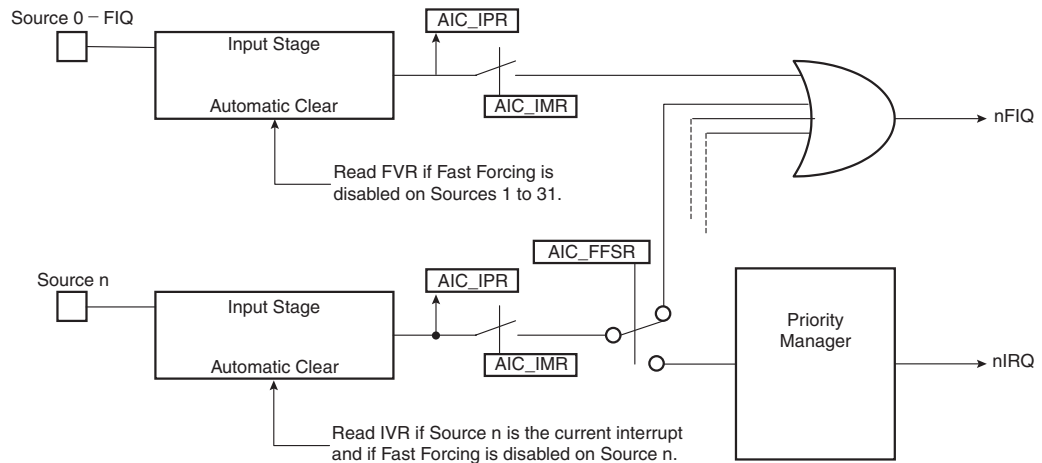 Source 0 – FIQ
AIC_IPR
Input Stage
Automatic Clear
AIC_IMR
nFIQ
Read FVR if Fast Forcing is
disabled on Sources 1 to 31.
AIC_FFSR
Source n
AIC_IPR
Input Stage
Priority
Manager
Automatic Clear
AIC_IMR
nIRQ
Read IVR if Source n is the current interrupt
and if Fast Forcing is disabled on Source n.